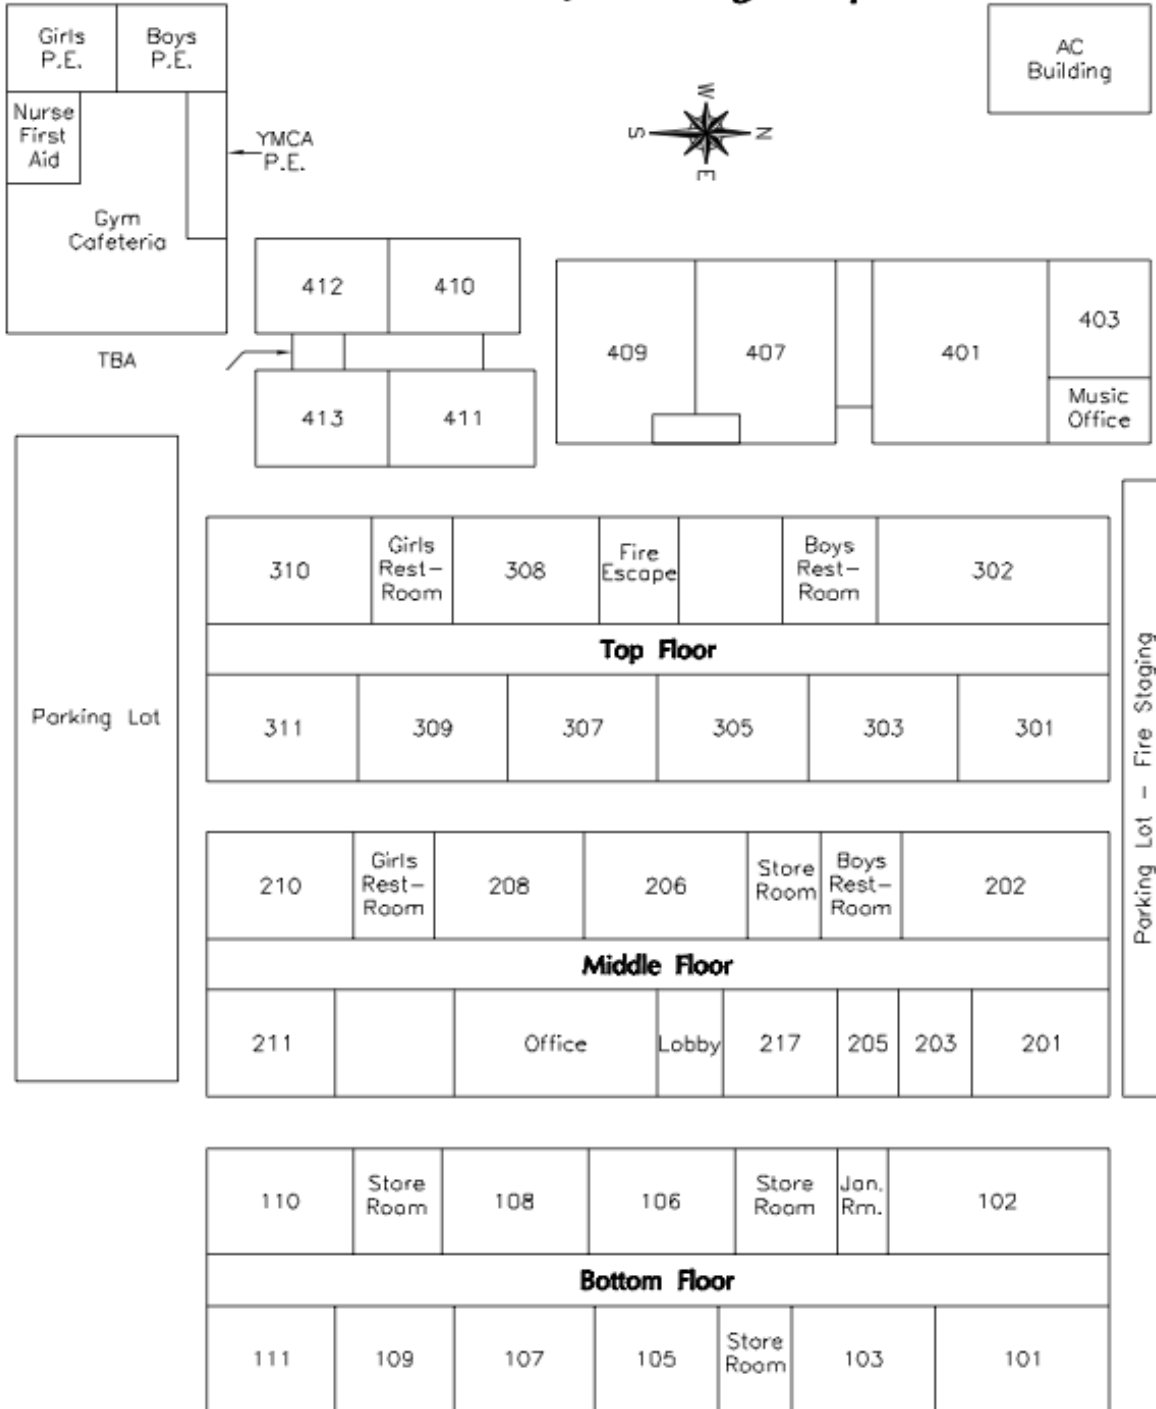 Girls
P.E.
Boys
P.E.
AC
Building
Nurse
First
Aid
YMCA
P.E.
W
S
N
E
Gym
Cafeteria
412
410
409
407
401
403
Music
Office
TBA
413
411
Parking Lot
310
Girls
Rest-
Room
308
Fire
Escape
Boys
Rest-
Room
302
Top Floor
311
309
307
305
303
301
Parking Lot - Fire Staging
210
Girls
Rest-
Room
208
206
Store
Room
Boys
Rest-
Room
202
Middle Floor
211
Office
Lobby
217
205
203
201
110
Store
Room
108
106
Store
Room
Jan.
Rm.
102
Bottom Floor
111
109
107
105
Store
Room
103
101